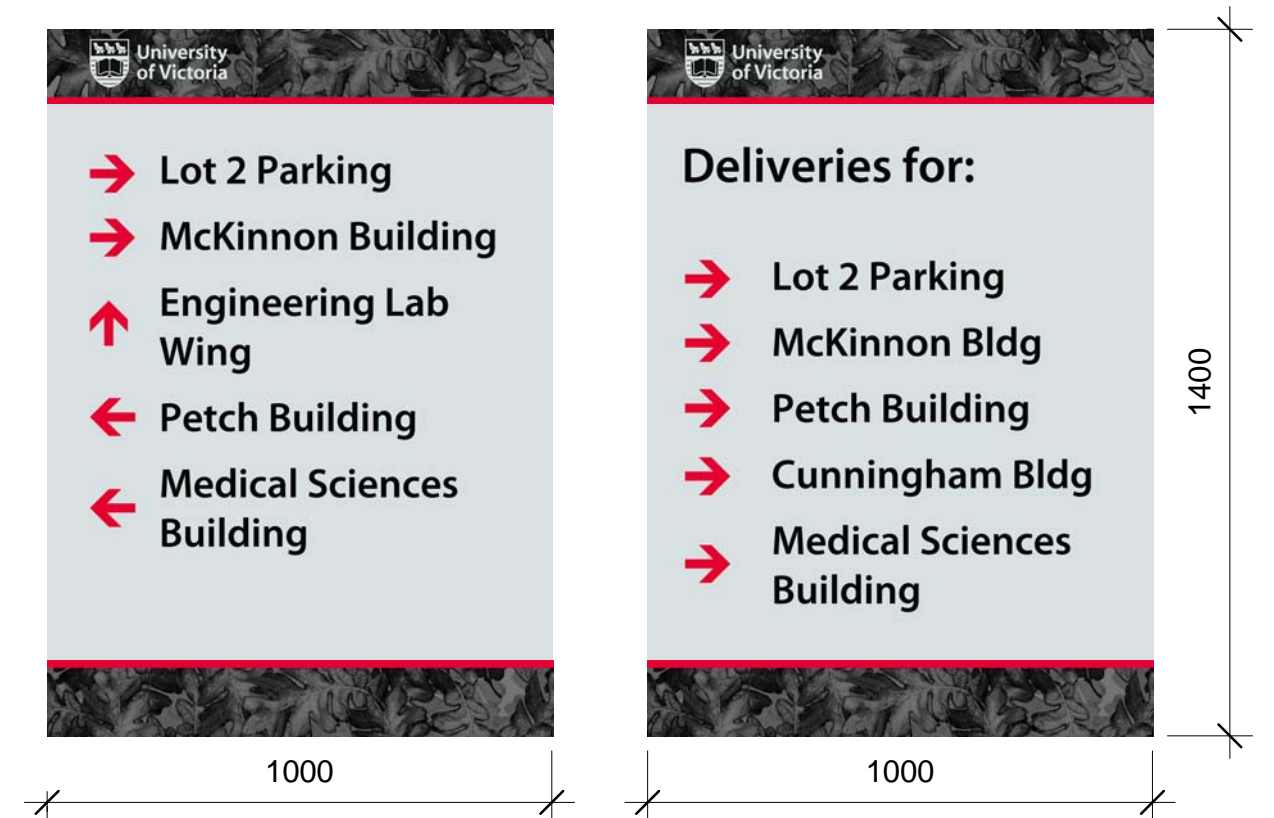 University
of Victoria
Lot 2 Parking
McKinnon Building
Engineering Lab
Wing
Petch Building
Medical Sciences
Building
1000
University
of Victoria
Deliveries for:
Lot 2 Parking
McKinnon Bldg
Petch Building
Cunningham Bldg
Medical Sciences
Building
1000
1400